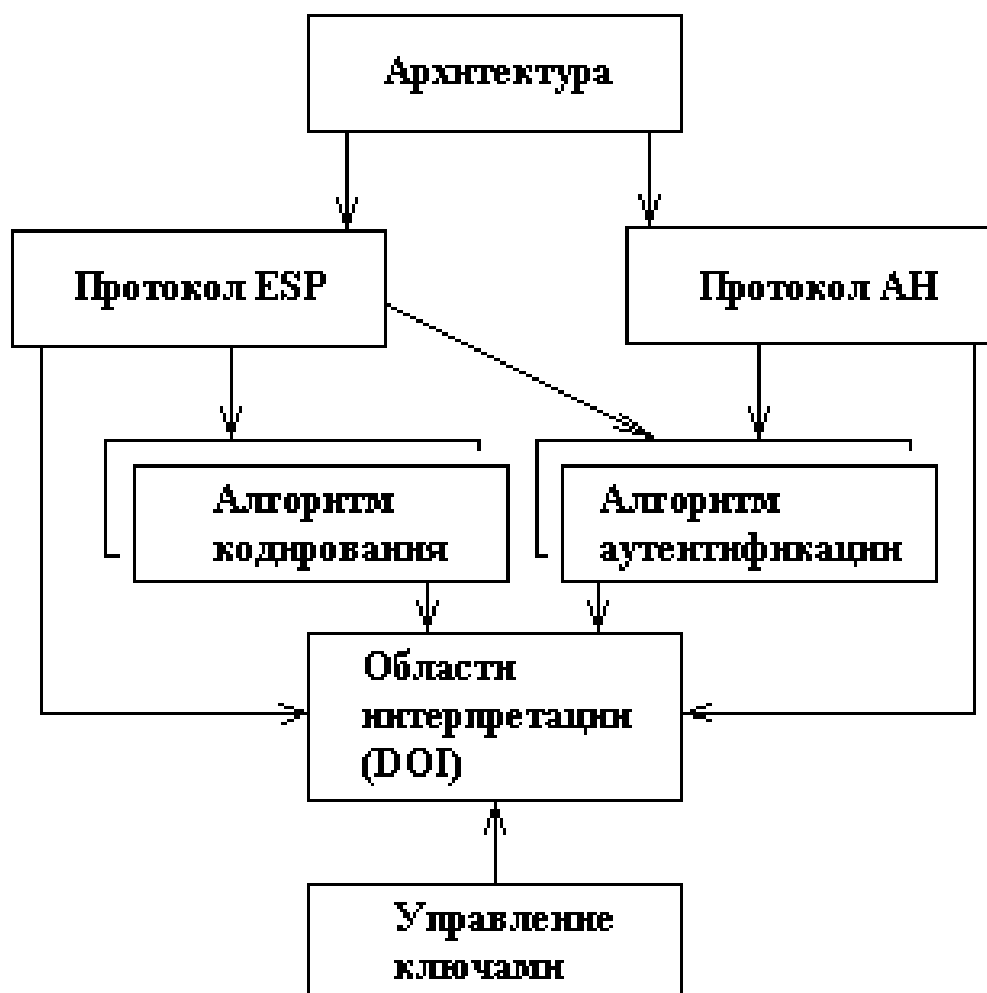 Архитектура
Протокол ESP
Протокол AH
Алгоритм
кодирования
Алгоритм
аутентификации
Области
интерпретации
(DOI)
Управление
ключами